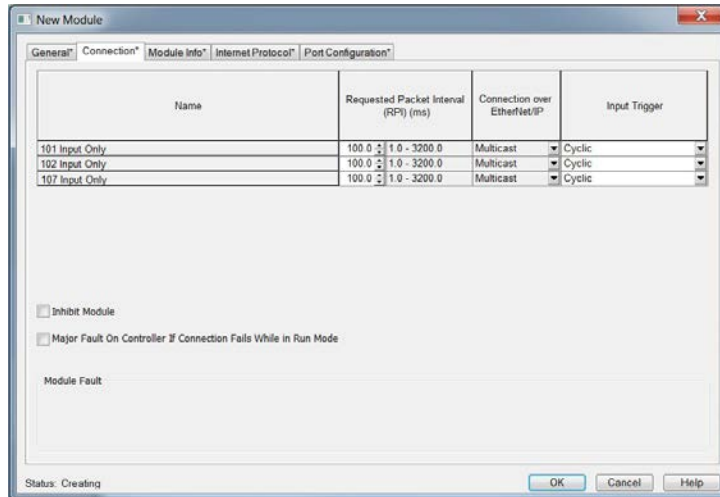 New Module
General* Connection* Module Info* Internet Protocol* Port Configuration*
Name Requested Packet Interval (RPI) (ms) Connection over EtherNet/IP Input Trigger
101 Input Only 100.0 1.0 - 3200.0 Multicast Cyclic
102 Input Only 100.0 1.0 - 3200.0 Multicast Cyclic
107 Input Only 100.0 1.0 - 3200.0 Multicast Cyclic
Inhibit Module
Major Fault On Controller If Connection Fails While in Run Mode
Module Fault
Status: Creating OK Cancel Help